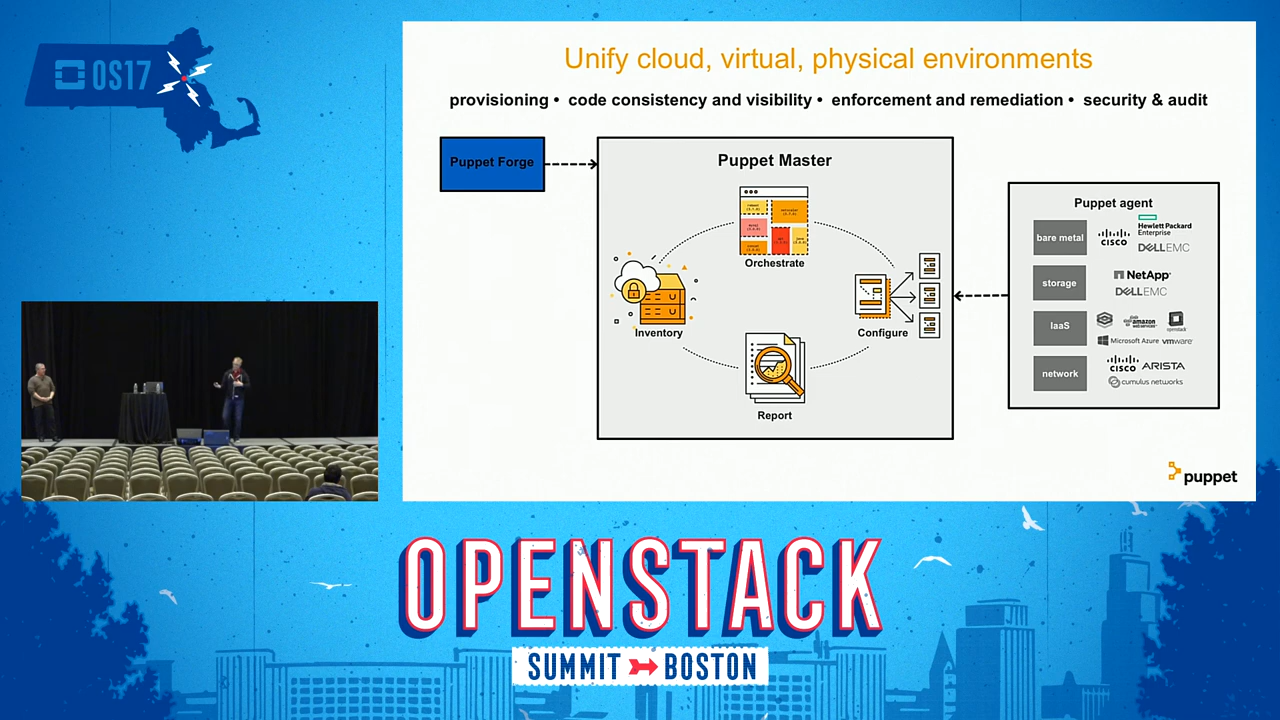 OS17
Unify cloud, virtual, physical environments
provisioning • code consistency and visibility • enforcement and remediation • security & audit
Puppet Forge
Puppet Master
Orchestrate
Inventory
Configure
Report
Puppet agent
bare metal
CISCO
Hewlett Packard
Enterprise
DELLEMC
storage
NetApp
DELLEMC
IaaS
amazon
openstack
Microsoft Azure
vmware
network
CISCO
ARISTA
cumulus networks
puppet
OPENSTACK
SUMMIT BOSTON